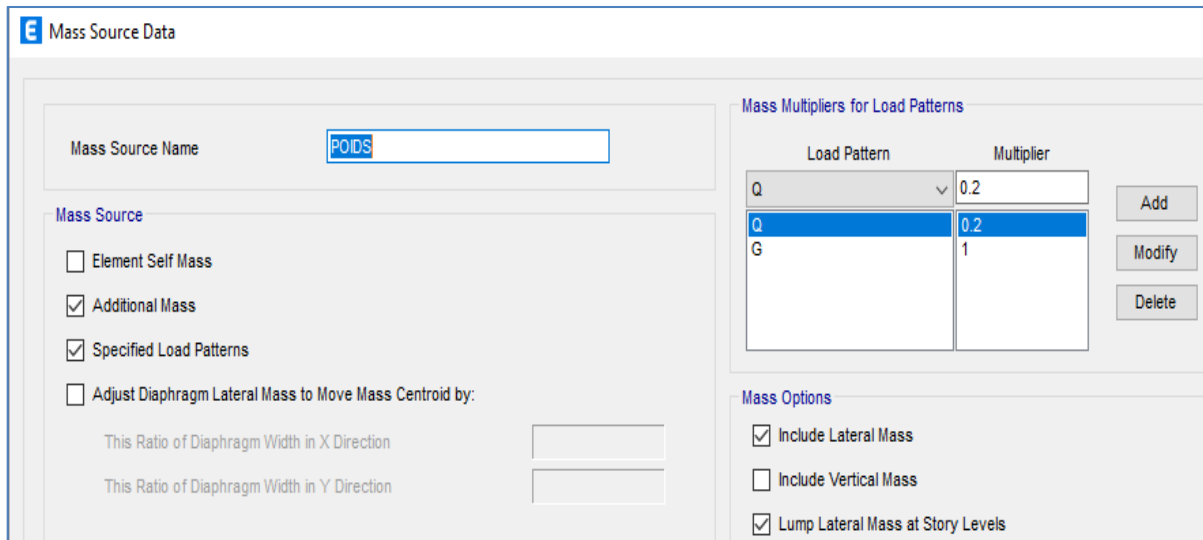 E Mass Source Data
Mass Source Name POIDS
Mass Source
Element Self Mass
Additional Mass
Specified Load Patterns
Adjust Diaphragm Lateral Mass to Move Mass Centroid by:
This Ratio of Diaphragm Width in X Direction
This Ratio of Diaphragm Width in Y Direction
Mass Multipliers for Load Patterns
Load Pattern Multiplier
Q 0.2
Q 0.2
G 1
Add
Modify
Delete
Mass Options
Include Lateral Mass
Include Vertical Mass
Lump Lateral Mass at Story Levels